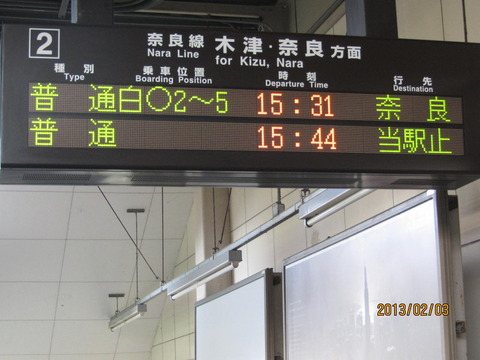 2 奈良線 木津・奈良 方面
Nara Line for Kizu, Nara
種別 乗車位置 時刻 行先
Type Boarding Position Departure Time Destination
普通 白○2〜5 15:31 奈良
普通 15:44 当駅止
2013/02/03